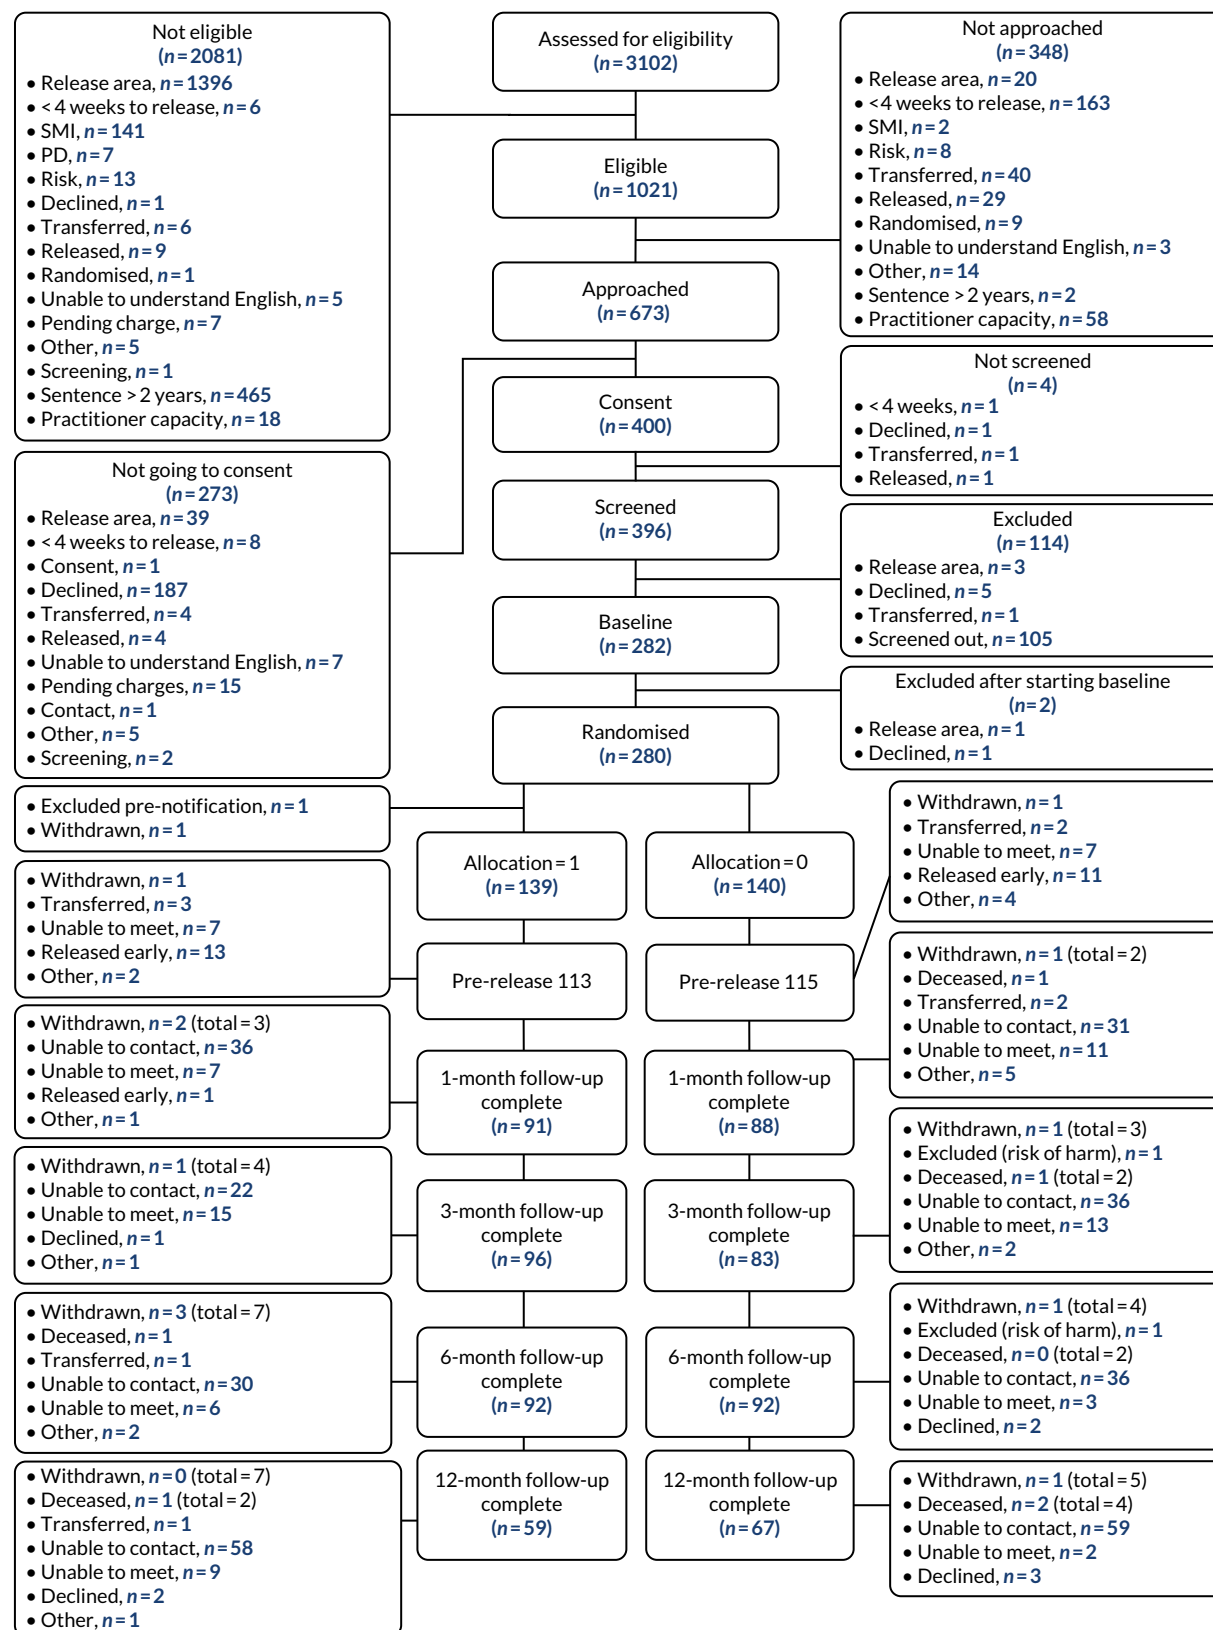 Not eligible
(n=2081)
• Release area, n=1396
• <4 weeks to release, n=6
• SMI, n=141
• PD, n=7
• Risk, n=13
• Declined, n=1
• Transferred, n=6
• Released, n=9
• Randomised, n=1
• Unable to understand English, n=5
• Pending charge, n=7
• Other, n=5
• Screening, n=1
• Sentence >2 years, n=465
• Practitioner capacity, n=18
Assessed for eligibility
(n=3102)
Not approached
(n=348)
• Release area, n=20
• <4 weeks to release, n=163
• SMI, n=2
• Risk, n=8
• Transferred, n=40
• Released, n=29
• Randomised, n=9
• Unable to understand English, n=3
• Other, n=14
• Sentence >2 years, n=2
• Practitioner capacity, n=58
Eligible
(n=1021)
Approached
(n=673)
Not screened
(n=4)
• <4 weeks, n=1
• Declined, n=1
• Transferred, n=1
• Released, n=1
Consent
(n=400)
Not going to consent
(n=273)
• Release area, n=39
• <4 weeks to release, n=8
• Consent, n=1
• Declined, n=187
• Transferred, n=4
• Released, n=4
• Unable to understand English, n=7
• Pending charges, n=15
• Contact, n=1
• Other, n=5
• Screening, n=2
Screened
(n=396)
Excluded
(n=114)
• Release area, n=3
• Declined, n=5
• Transferred, n=1
• Screened out, n=105
Baseline
(n=282)
Excluded after starting baseline
(n=2)
• Release area, n=1
• Declined, n=1
Randomised
(n=280)
• Excluded pre-notification, n=1
• Withdrawn, n=1
Allocation=1
(n=139)
Allocation=0
(n=140)
• Withdrawn, n=1
• Transferred, n=2
• Unable to meet, n=7
• Released early, n=11
• Other, n=4
• Withdrawn, n=1
• Transferred, n=3
• Unable to meet, n=7
• Released early, n=13
• Other, n=2
Pre-release 113
Pre-release 115
• Withdrawn, n=1 (total=2)
• Deceased, n=1
• Transferred, n=2
• Unable to contact, n=31
• Unable to meet, n=11
• Other, n=5
• Withdrawn, n=2 (total=3)
• Unable to contact, n=36
• Unable to meet, n=7
• Released early, n=1
• Other, n=1
1-month follow-up
complete
(n=91)
1-month follow-up
complete
(n=88)
• Withdrawn, n=1 (total=3)
• Excluded (risk of harm), n=1
• Deceased, n=1 (total=2)
• Unable to contact, n=36
• Unable to meet, n=13
• Other, n=2
• Withdrawn, n=1 (total=4)
• Unable to contact, n=22
• Unable to meet, n=15
• Declined, n=1
• Other, n=1
3-month follow-up
complete
(n=96)
3-month follow-up
complete
(n=83)
• Withdrawn, n=3 (total=7)
• Deceased, n=1
• Transferred, n=1
• Unable to contact, n=30
• Unable to meet, n=6
• Other, n=2
6-month follow-up
complete
(n=92)
6-month follow-up
complete
(n=92)
• Withdrawn, n=1 (total=4)
• Excluded (risk of harm), n=1
• Deceased, n=0 (total=2)
• Unable to contact, n=36
• Unable to meet, n=3
• Declined, n=2
• Withdrawn, n=0 (total=7)
• Deceased, n=1 (total=2)
• Transferred, n=1
• Unable to contact, n=58
• Unable to meet, n=9
• Declined, n=2
• Other, n=1
12-month follow-up
complete
(n=59)
12-month follow-up
complete
(n=67)
• Withdrawn, n=1 (total=5)
• Deceased, n=2 (total=4)
• Unable to contact, n=59
• Unable to meet, n=2
• Declined, n=3